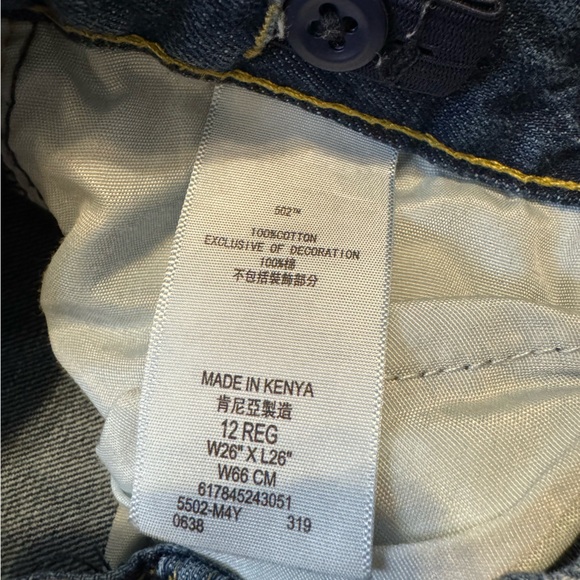 502™
100%COTTON
EXCLUSIVE OF DECORATION
100%棉
不包括裝飾部分
MADE IN KENYA
肯尼亞製造
12 REG
W26" X L26"
W66 CM
617845243051
5502-M4Y 319
0638